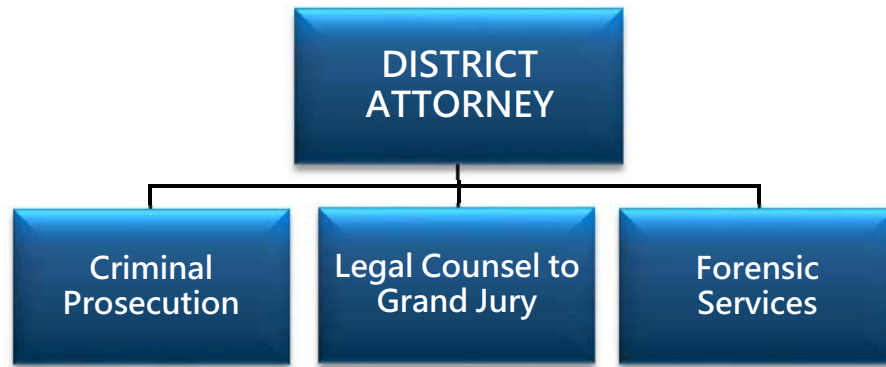 DISTRICT
ATTORNEY
Criminal
Prosecution
Legal Counsel to
Grand Jury
Forensic
Services